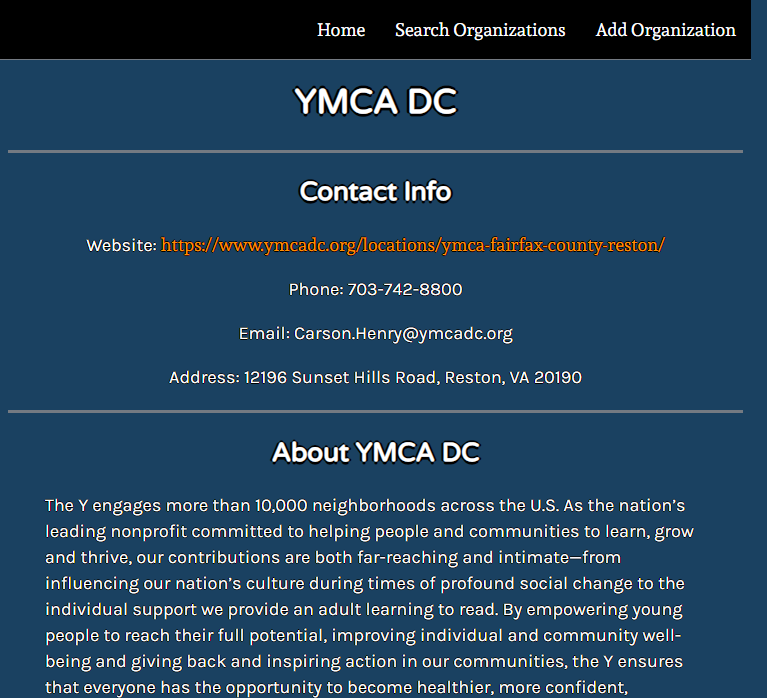 Home Search Organizations Add Organization
YMCA DC
Contact Info
Website: https://www.ymcadc.org/locations/ymca-fairfax-county-reston/
Phone: 703-742-8800
Email: Carson.Henry@ymcadc.org
Address: 12196 Sunset Hills Road, Reston, VA 20190
About YMCA DC
The Y engages more than 10,000 neighborhoods across the U.S. As the nation’s
leading nonprofit committed to helping people and communities to learn, grow
and thrive, our contributions are both far-reaching and intimate—from
influencing our nation’s culture during times of profound social change to the
individual support we provide an adult learning to read. By empowering young
people to reach their full potential, improving individual and community well-
being and giving back and inspiring action in our communities, the Y ensures
that everyone has the opportunity to become healthier, more confident,